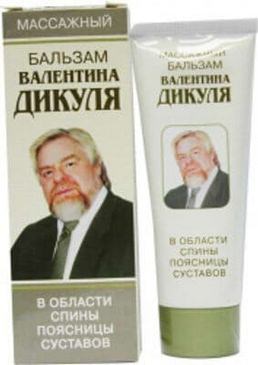 МАССАЖНЫЙ
БАЛЬЗАМ
ВАЛЕНТИНА
ДИКУЛЯ
В ОБЛАСТИ
СПИНЫ
ПОЯСНИЦЫ
СУСТАВОВ
МАССАЖНЫЙ
БАЛЬЗАМ
ВАЛЕНТИНА
ДИКУЛЯ
В ОБЛАСТИ
СПИНЫ
ПОЯСНИЦЫ
СУСТАВОВ